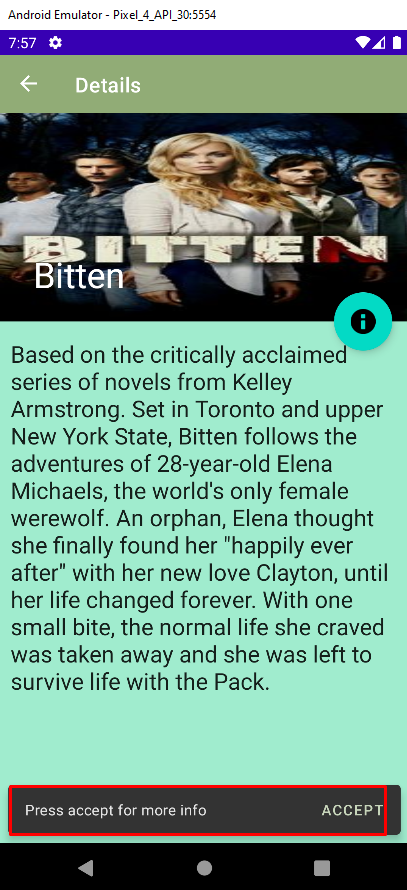 Android Emulator - Pixel_4_API_30:5554
7:57
Details
BITTEN
Bitten
Based on the critically acclaimed
series of novels from Kelley
Armstrong. Set in Toronto and upper
New York State, Bitten follows the
adventures of 28-year-old Elena
Michaels, the world's only female
werewolf. An orphan, Elena thought
she finally found her "happily ever
after" with her new love Clayton, until
her life changed forever. With one
small bite, the normal life she craved
was taken away and she was left to
survive life with the Pack.
Press accept for more info ACCEPT